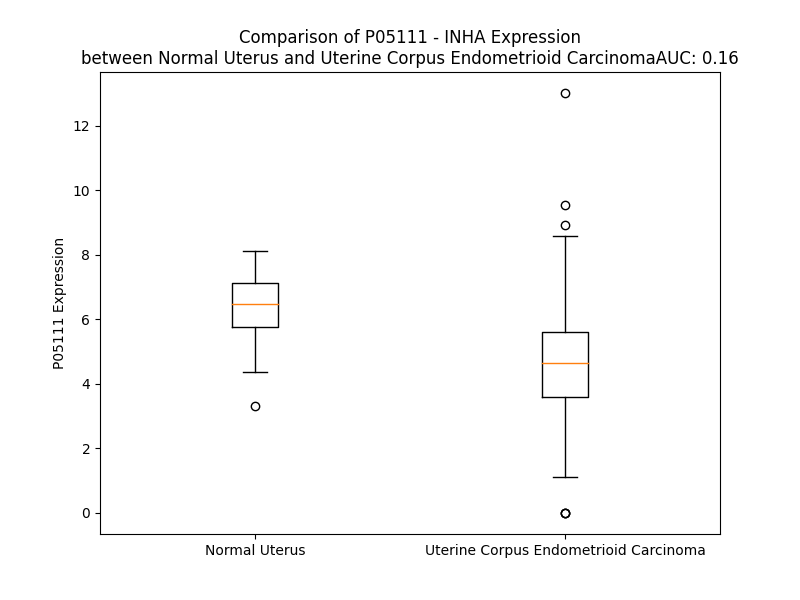 Comparison of P05111 - INHA Expression
between Normal Uterus and Uterine Corpus Endometrioid CarcinomaAUC: 0.16
12
10
8
6
4
2
0
P05111 Expression
Normal Uterus
Uterine Corpus Endometrioid Carcinoma